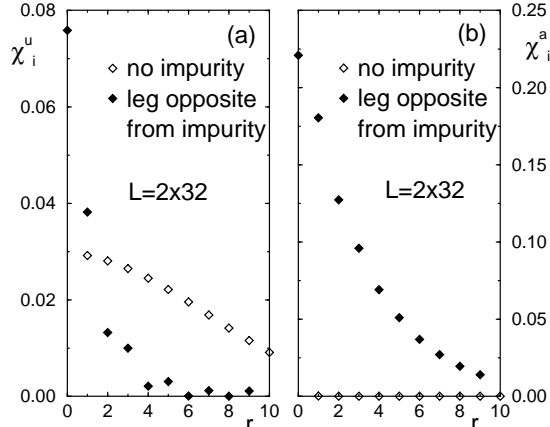 0.08
0.06
0.04
0.02
0.00
χ_i^u
(a)
◇ no impurity
◆ leg opposite
from impurity
L=2x32
0 2 4 6 8 10
r
(b)
χ_i^a
◇ no impurity
◆ leg opposite
from impurity
L=2x32
0.25
0.20
0.15
0.10
0.05
0.00
0 2 4 6 8 10
r